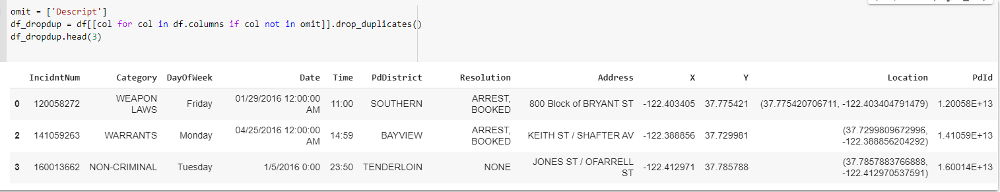 omit = ['Descript']
df_dropdup = df[[col for col in df.columns if col not in omit]].drop_duplicates()
df_dropdup.head(3)
IncidntNum Category DayOfWeek Date Time PdDistrict Resolution Address X Y Location PdId
0 120058272 WEAPON LAWS Friday 01/29/2016 12:00:00 AM 11:00 SOUTHERN ARREST, BOOKED 800 Block of BRYANT ST -122.403405 37.775421 (37.775420706711, -122.403404791479) 1.20058E+13
2 141059263 WARRANTS Monday 04/25/2016 12:00:00 AM 14:59 BAYVIEW ARREST, BOOKED KEITH ST / SHAFTER AV -122.388856 37.729981 (37.7299809672996, -122.388856204292) 1.41059E+13
3 160013662 NON-CRIMINAL Tuesday 1/5/2016 0:00 23:50 TENDERLOIN NONE JONES ST / OFARRELL ST -122.412971 37.785788 (37.7857883766888, -122.412970537591) 1.60014E+13